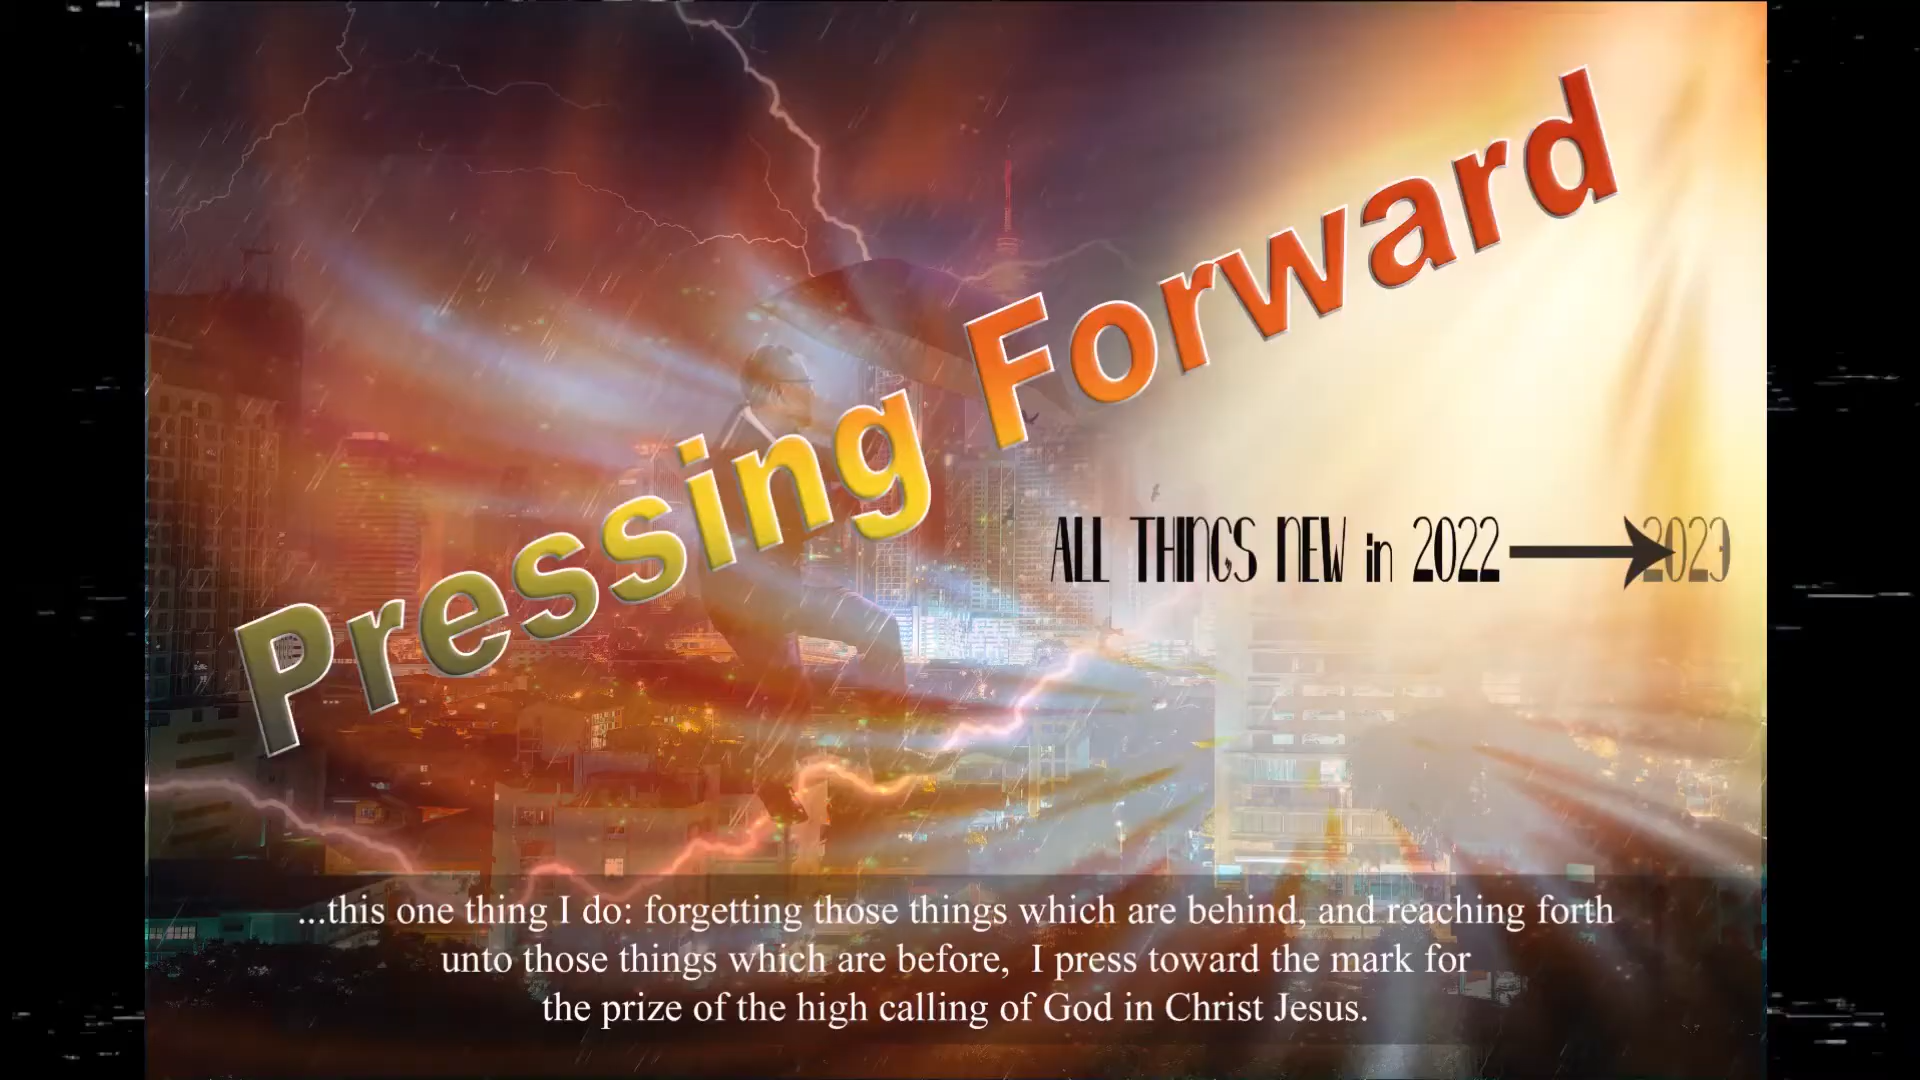 Pressing Forward
ALL THINGS NEW in 2022 2023
...this one thing I do: forgetting those things which are behind, and reaching forth
unto those things which are before, I press toward the mark for
the prize of the high calling of God in Christ Jesus.